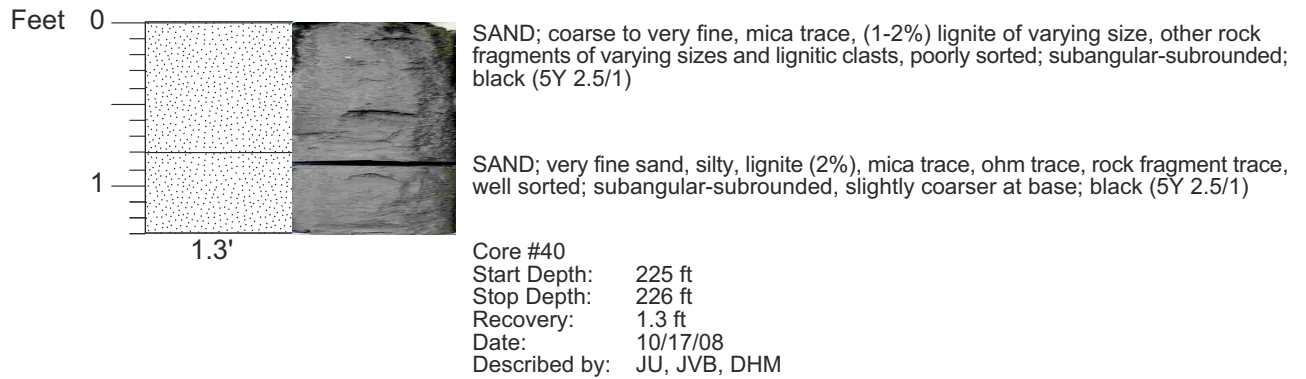 Feet 0
SAND; coarse to very fine, mica trace, (1-2%) lignite of varying size, other rock
fragments of varying sizes and lignitic clasts, poorly sorted; subangular-subrounded;
black (5Y 2.5/1)
SAND; very fine sand, silty, lignite (2%), mica trace, ohm trace, rock fragment trace,
1
well sorted; subangular-subrounded, slightly coarser at base; black (5Y 2.5/1)
1.3'
Core #40
Start Depth: 225 ft
Stop Depth: 226 ft
Recovery: 1.3 ft
Date: 10/17/08
Described by: JU, JVB, DHM